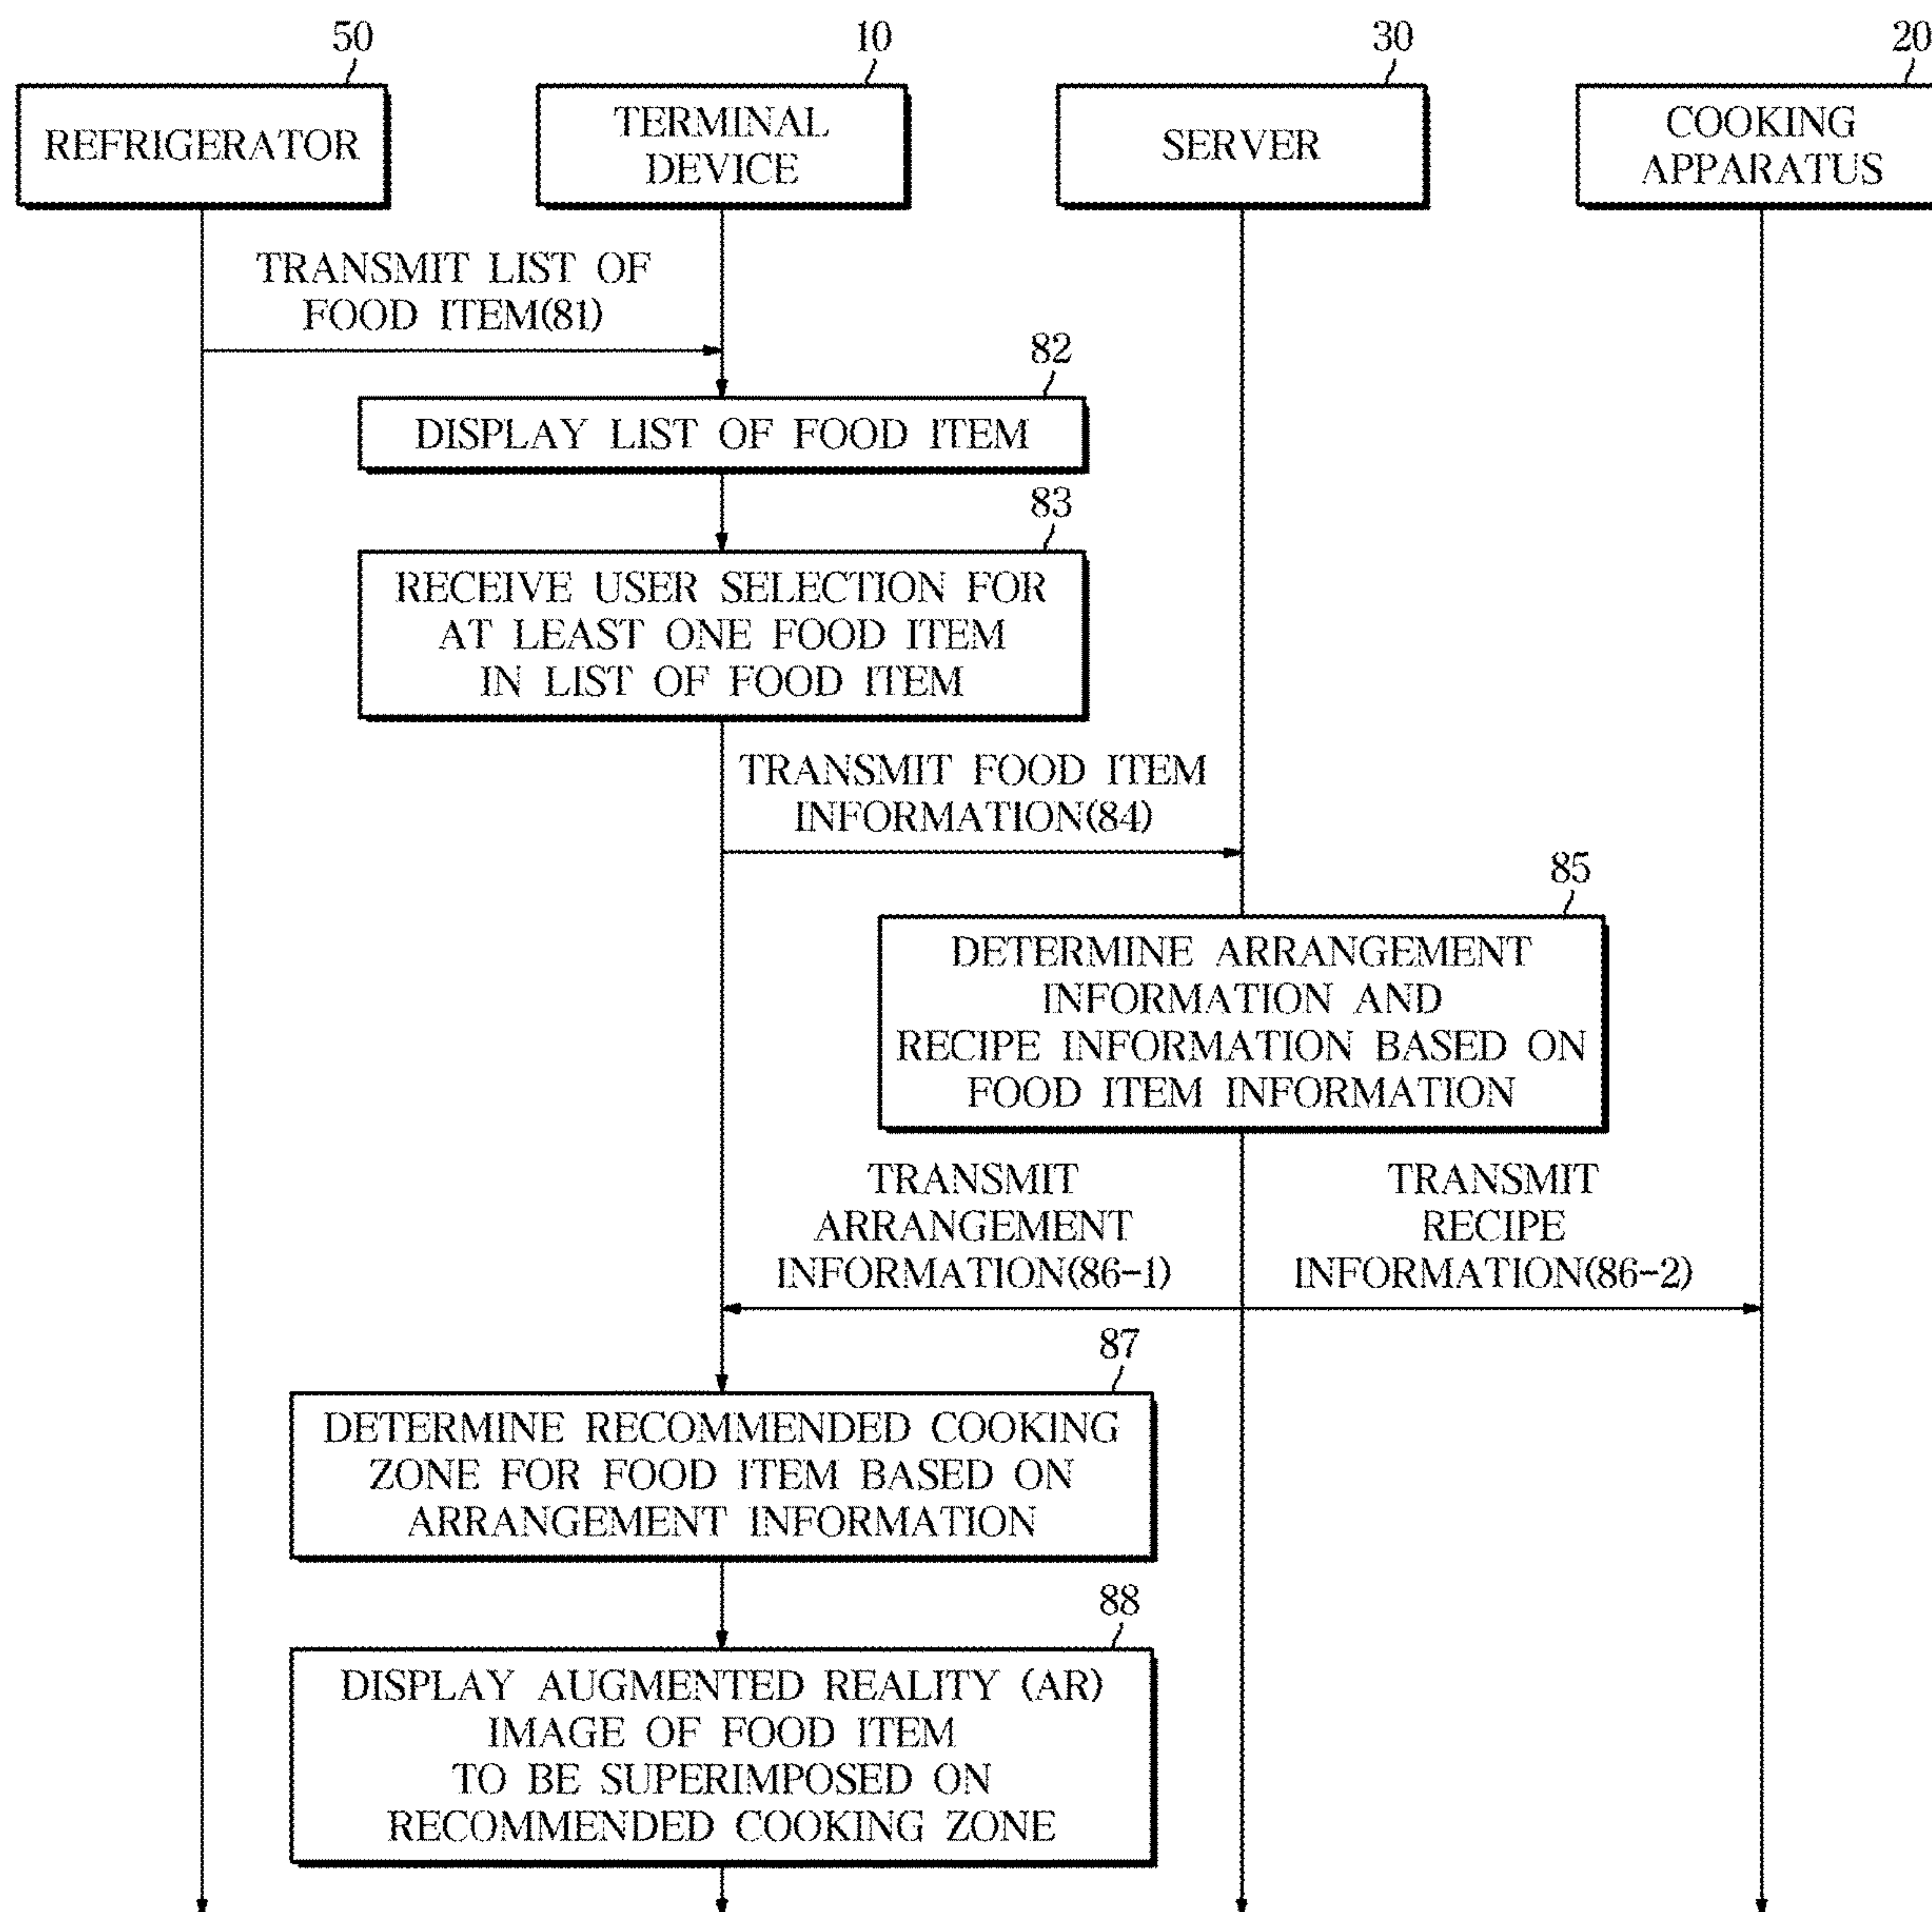 50
10
30
20
REFRIGERATOR
TERMINAL
DEVICE
SERVER
COOKING
APPARATUS
TRANSMIT LIST OF
FOOD ITEM(81)
82
DISPLAY LIST OF FOOD ITEM
83
RECEIVE USER SELECTION FOR
AT LEAST ONE FOOD ITEM
IN LIST OF FOOD ITEM
TRANSMIT FOOD ITEM
INFORMATION(84)
85
DETERMINE ARRANGEMENT
INFORMATION AND
RECIPE INFORMATION BASED ON
FOOD ITEM INFORMATION
TRANSMIT
ARRANGEMENT
INFORMATION(86-1)
TRANSMIT
RECIPE
INFORMATION(86-2)
87
DETERMINE RECOMMENDED COOKING
ZONE FOR FOOD ITEM BASED ON
ARRANGEMENT INFORMATION
88
DISPLAY AUGMENTED REALITY (AR)
IMAGE OF FOOD ITEM
TO BE SUPERIMPOSED ON
RECOMMENDED COOKING ZONE